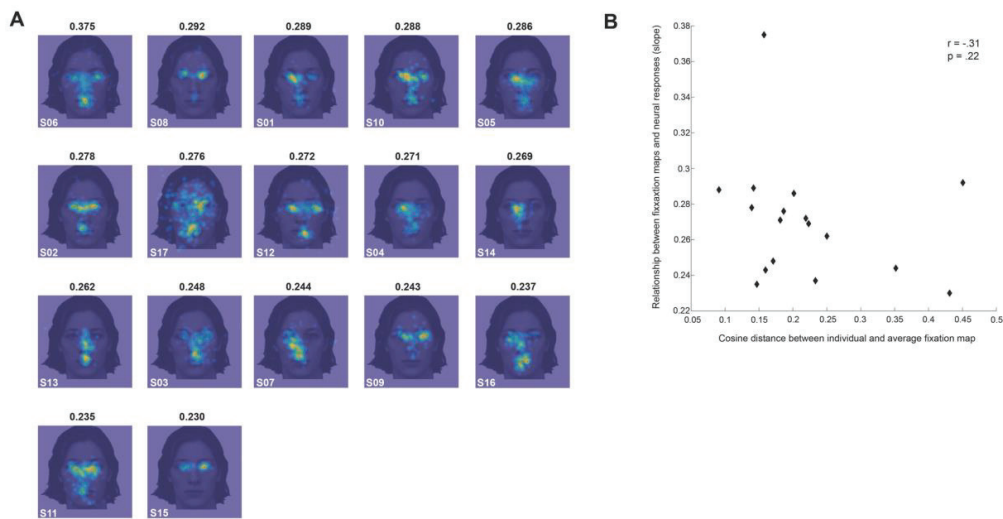 A
0.375 0.292 0.289 0.288 0.286
S06 S08 S01 S10 S05
0.278 0.276 0.272 0.271 0.269
S02 S17 S12 S04 S14
0.262 0.248 0.244 0.243 0.237
S13 S03 S07 S09 S16
0.235 0.230
S11 S15
B
Relationship between fixxaxtion maps and neural responses (slope)
0.38
0.36
0.34
0.32
0.3
0.28
0.26
0.24
0.22
r = -.31
p = .22
0.05 0.1 0.15 0.2 0.25 0.3 0.35 0.4 0.45 0.5
Cosine distance between individual and average fixation map